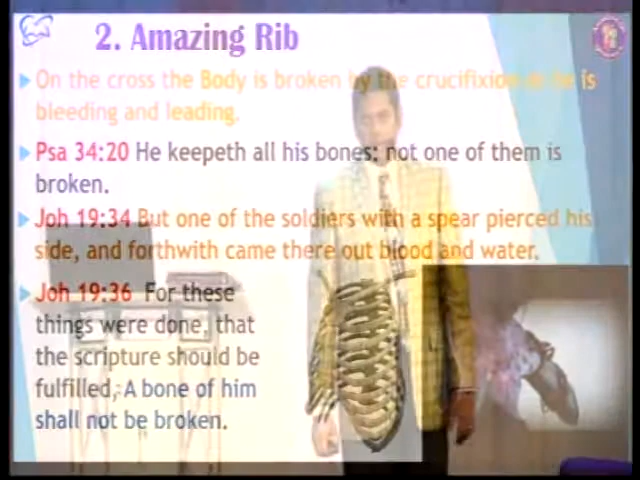 2. Amazing Rib
On the cross the Body is broken by the crucifixion is
bleeding and leading.
Psa 34:20 He keepeth all his bones: not one of them is
broken.
Joh 19:34 But one of the soldiers with a spear pierced his
side, and forthwith came there out blood and water.
Joh 19:36 For these
things were done, that
the scripture should be
fulfilled, A bone of him
shall not be broken.